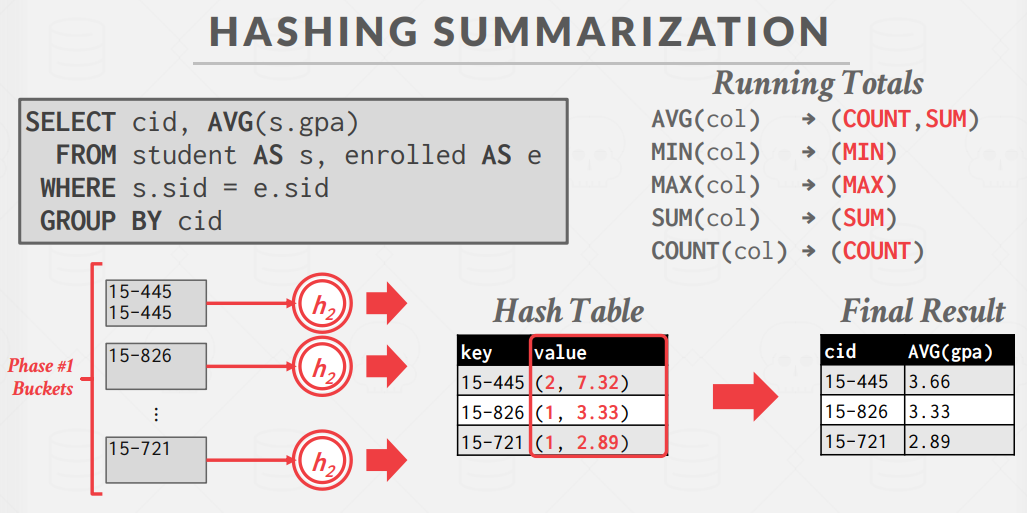 HASHING SUMMARIZATION
SELECT cid, AVG(s.gpa)
FROM student AS s, enrolled AS e
WHERE s.sid = e.sid
GROUP BY cid
Running Totals
AVG(col) → (COUNT,SUM)
MIN(col) → (MIN)
MAX(col) → (MAX)
SUM(col) → (SUM)
COUNT(col) → (COUNT)
Phase #1
Buckets
15-445
15-445
h2
15-826
h2
⋮
15-721
h2
Hash Table
key value
15-445 (2, 7.32)
15-826 (1, 3.33)
15-721 (1, 2.89)
Final Result
cid AVG(gpa)
15-445 3.66
15-826 3.33
15-721 2.89